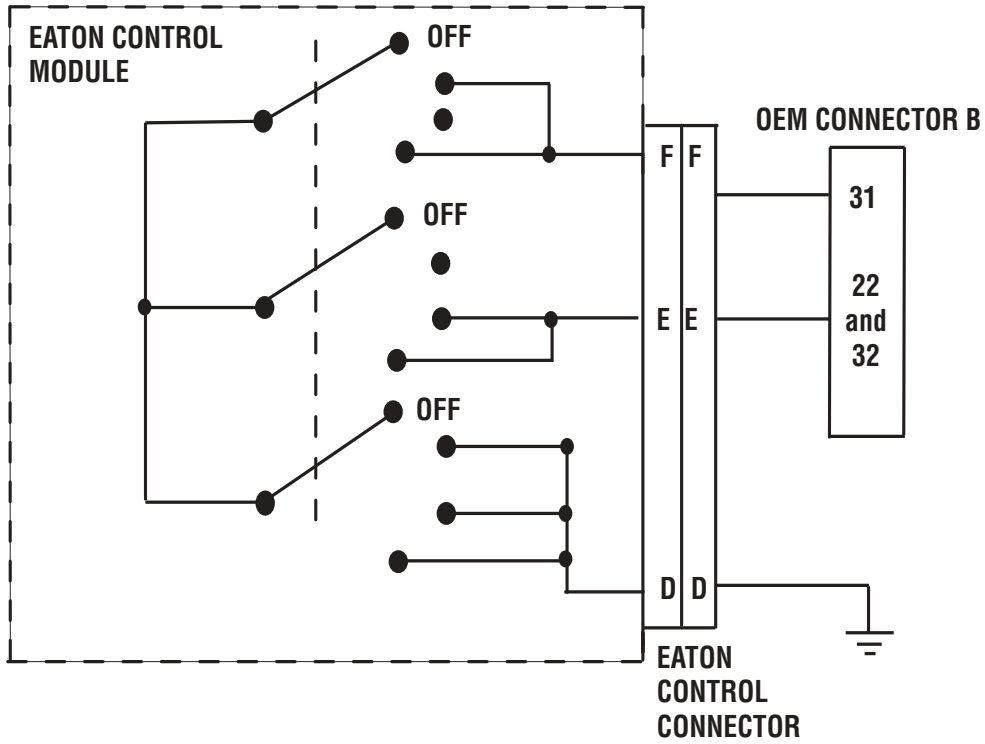 EATON CONTROL
MODULE
OFF
OEM CONNECTOR B
F F
31
OFF
22
and
32
E E
OFF
D D
EATON
CONTROL
CONNECTOR